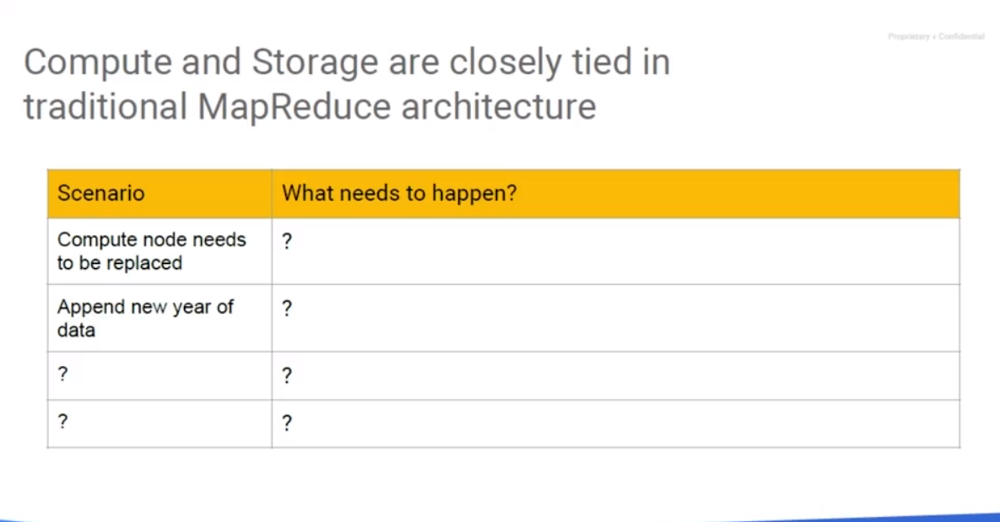 Proprietary + Confidential
Compute and Storage are closely tied in
traditional MapReduce architecture
Scenario
What needs to happen?
Compute node needs
to be replaced
?
Append new year of
data
?
?
?
?
?